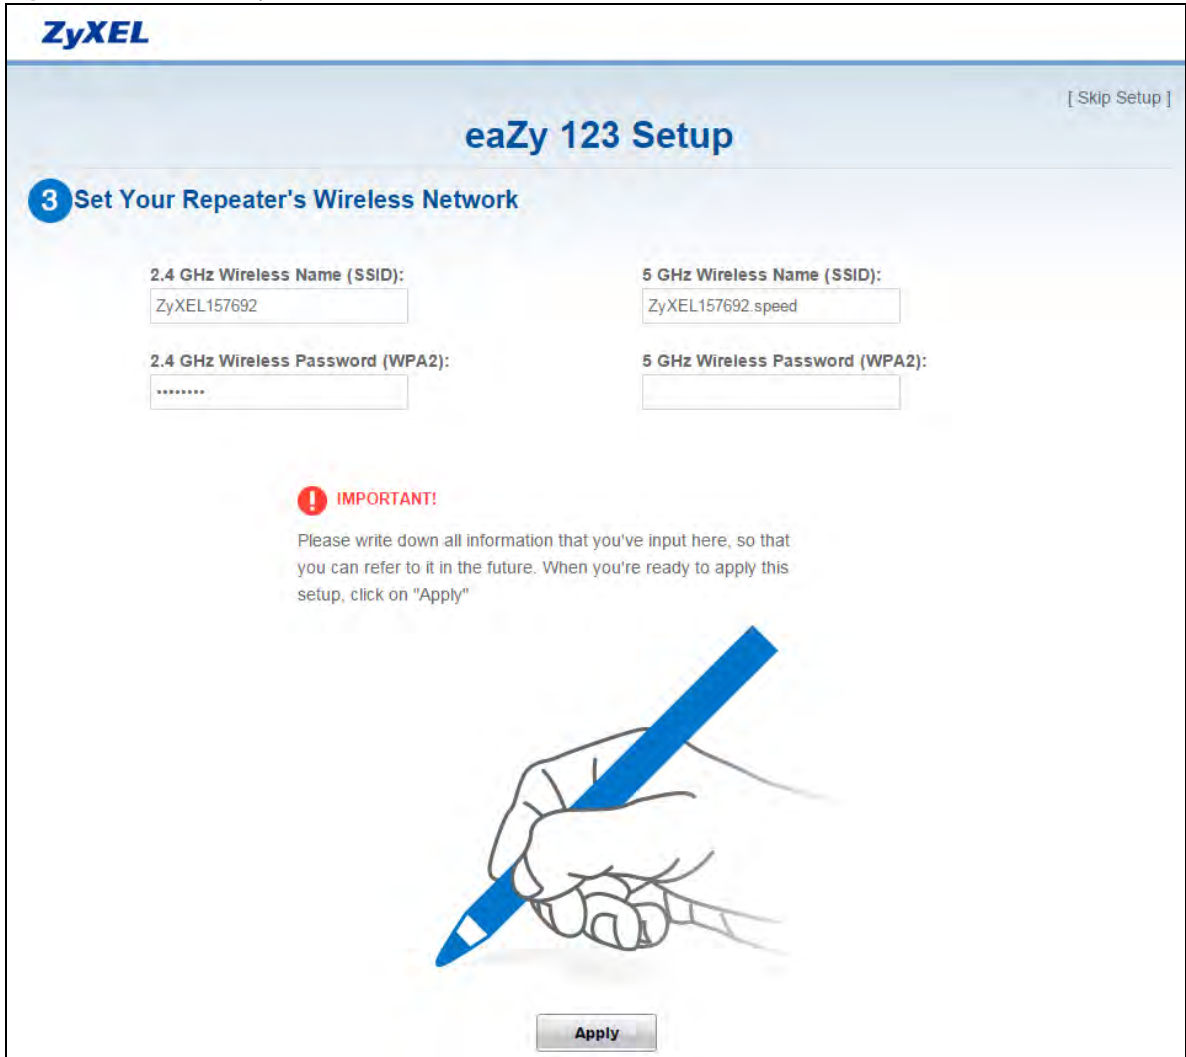 ZyXEL
[ Skip Setup ]
eaZy 123 Setup
3 Set Your Repeater's Wireless Network
2.4 GHz Wireless Name (SSID):
ZyXEL157692
5 GHz Wireless Name (SSID):
ZyXEL157692.speed
2.4 GHz Wireless Password (WPA2):
••••••••
5 GHz Wireless Password (WPA2):
! IMPORTANT!
Please write down all information that you've input here, so that
you can refer to it in the future. When you're ready to apply this
setup, click on "Apply"
Apply